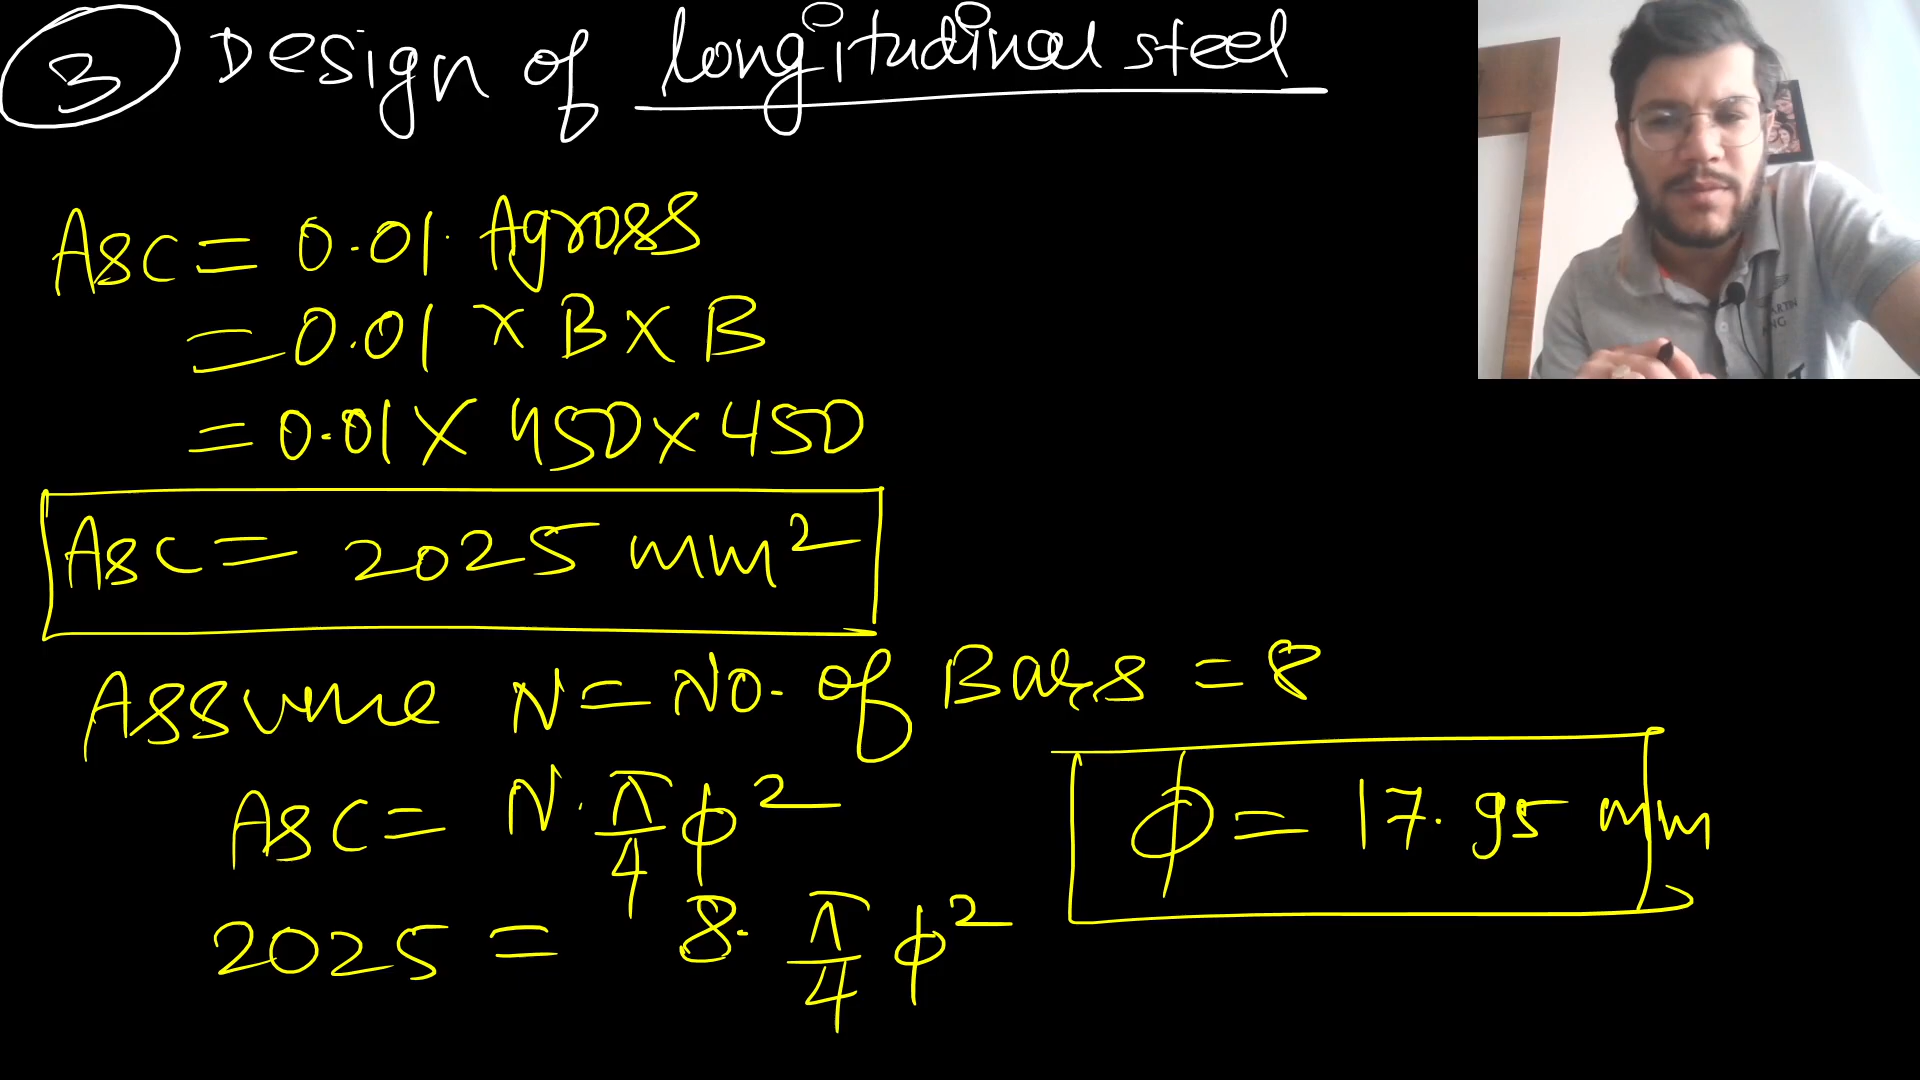 3 Design of longitudinal steel
Asc = 0.01 . Agross
= 0.01 × B × B
= 0.01 × 450 × 450
Asc = 2025 mm²
Assume N = No. of Bars = 8
Asc = N . π/4 ϕ²
ϕ = 17.95 mm
2025 = 8 . π/4 ϕ²